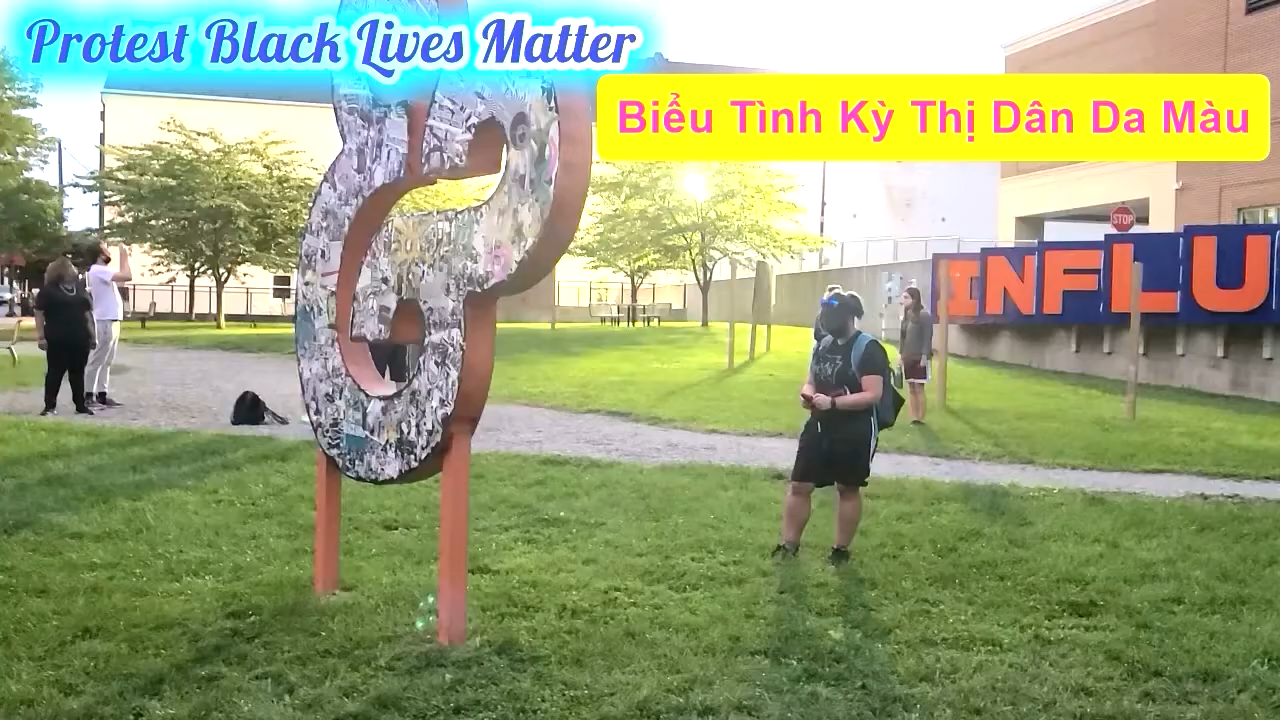 Protest Black Lives Matter
Biểu Tình Kỳ Thị Dân Da Màu
STOP
INFLU